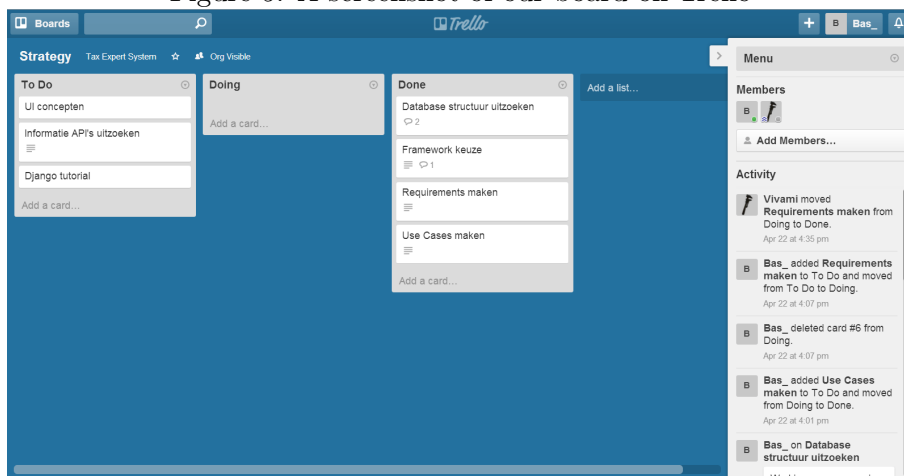 Boards
Trello
B Bas_
Strategy Tax Expert System Org Visible
To Do
UI concepten
Informatie API's uitzoeken
Django tutorial
Add a card...
Doing
Add a card...
Done
Database structuur uitzoeken
2
Framework keuze
1
Requirements maken
Use Cases maken
Add a card...
Add a list...
Menu
Members
B
Add Members...
Activity
Vivami moved
Requirements maken from
Doing to Done.
Apr 22 at 4:35 pm
B
Bas_ added Requirements
maken to To Do and moved
from To Do to Doing.
Apr 22 at 4:07 pm
B
Bas_ deleted card #6 from
Doing.
Apr 22 at 4:07 pm
B
Bas_ added Use Cases
maken to To Do and moved
from Doing to Done.
Apr 22 at 4:01 pm
B
Bas_ on Database
structuur uitzoeken